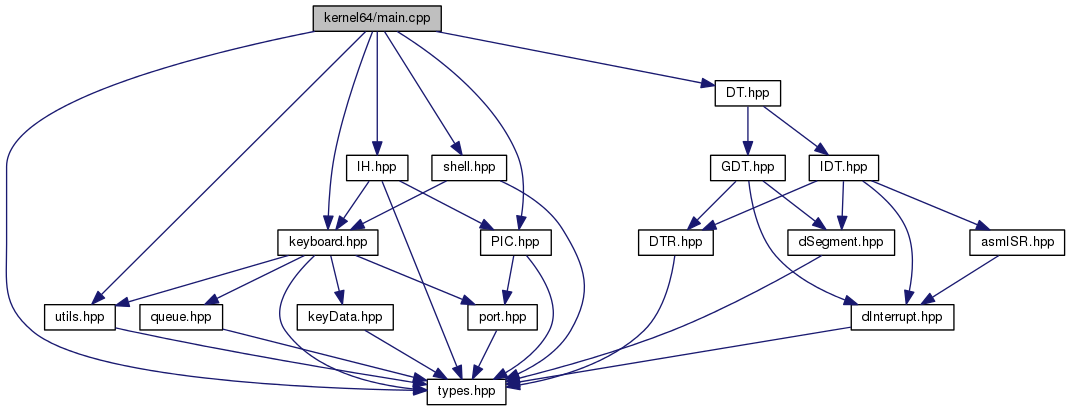 kernel64/main.cpp
DT.hpp
IH.hpp
shell.hpp
GDT.hpp
IDT.hpp
keyboard.hpp
PIC.hpp
DTR.hpp
dSegment.hpp
asmISR.hpp
utils.hpp
queue.hpp
keyData.hpp
port.hpp
dInterrupt.hpp
types.hpp